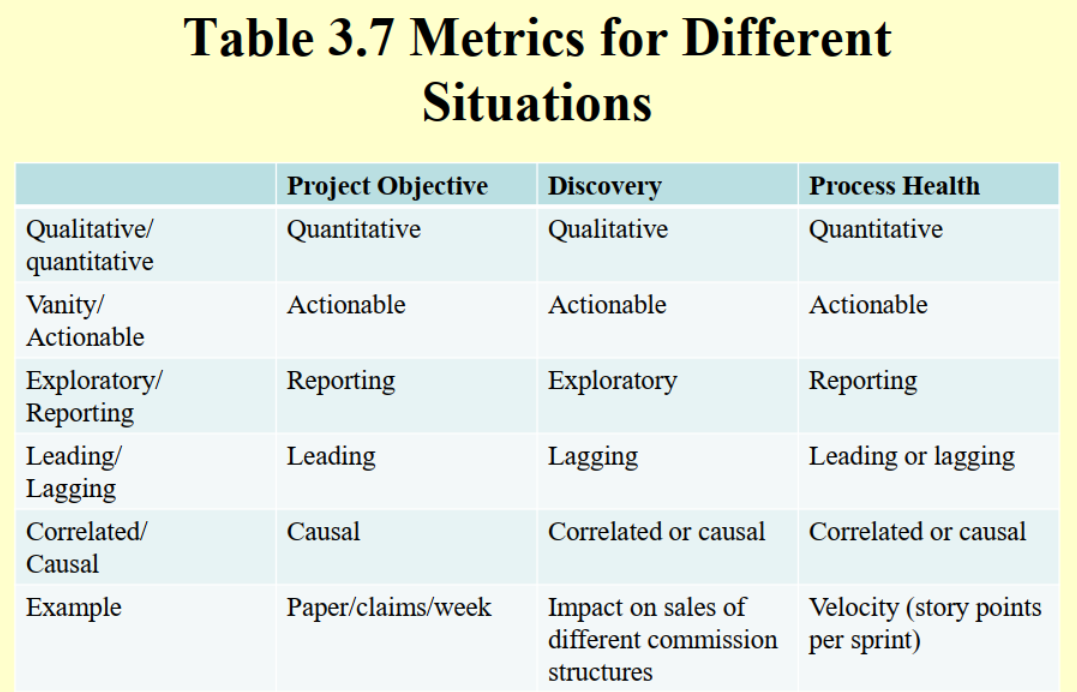 Table 3.7 Metrics for Different
Situations
Project Objective
Discovery
Process Health
Qualitative/
quantitative
Quantitative
Qualitative
Quantitative
Vanity/
Actionable
Actionable
Actionable
Actionable
Exploratory/
Reporting
Reporting
Exploratory
Reporting
Leading/
Lagging
Leading
Lagging
Leading or lagging
Correlated/
Causal
Causal
Correlated or causal
Correlated or causal
Example
Paper/claims/week
Impact on sales of
different commission
structures
Velocity (story points
per sprint)